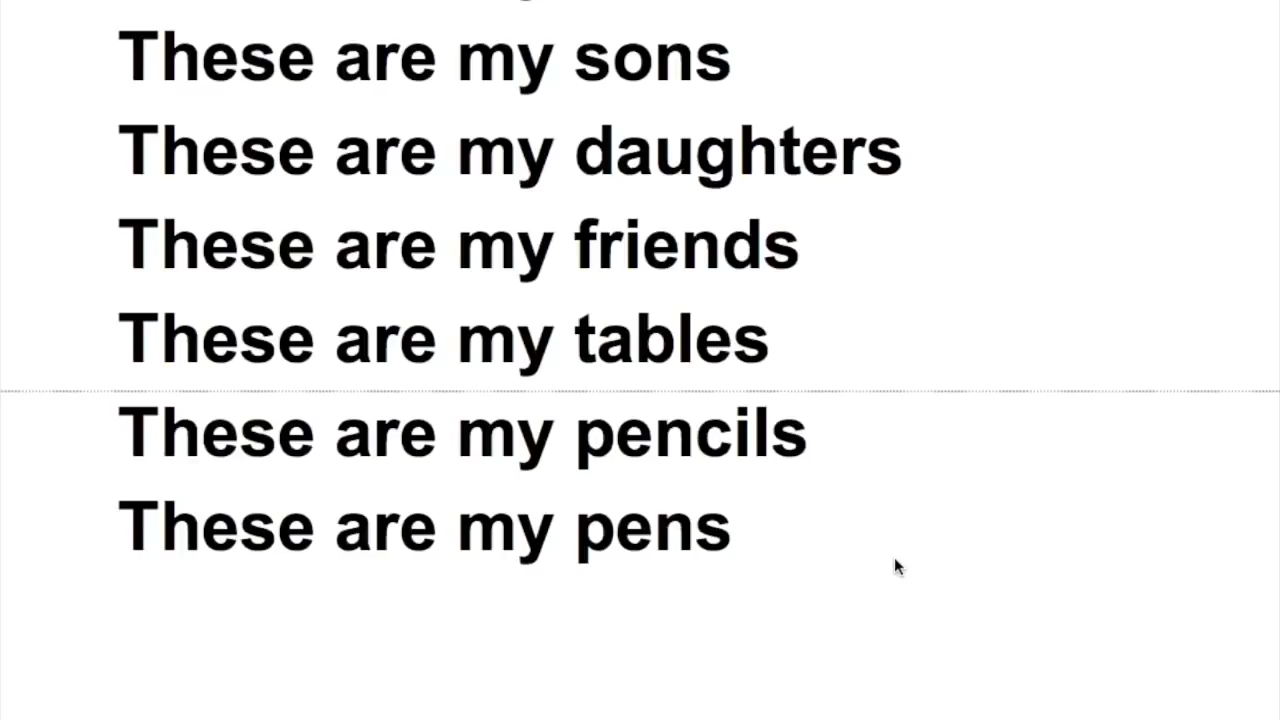 These are my sons
These are my daughters
These are my friends
These are my tables
These are my pencils
These are my pens